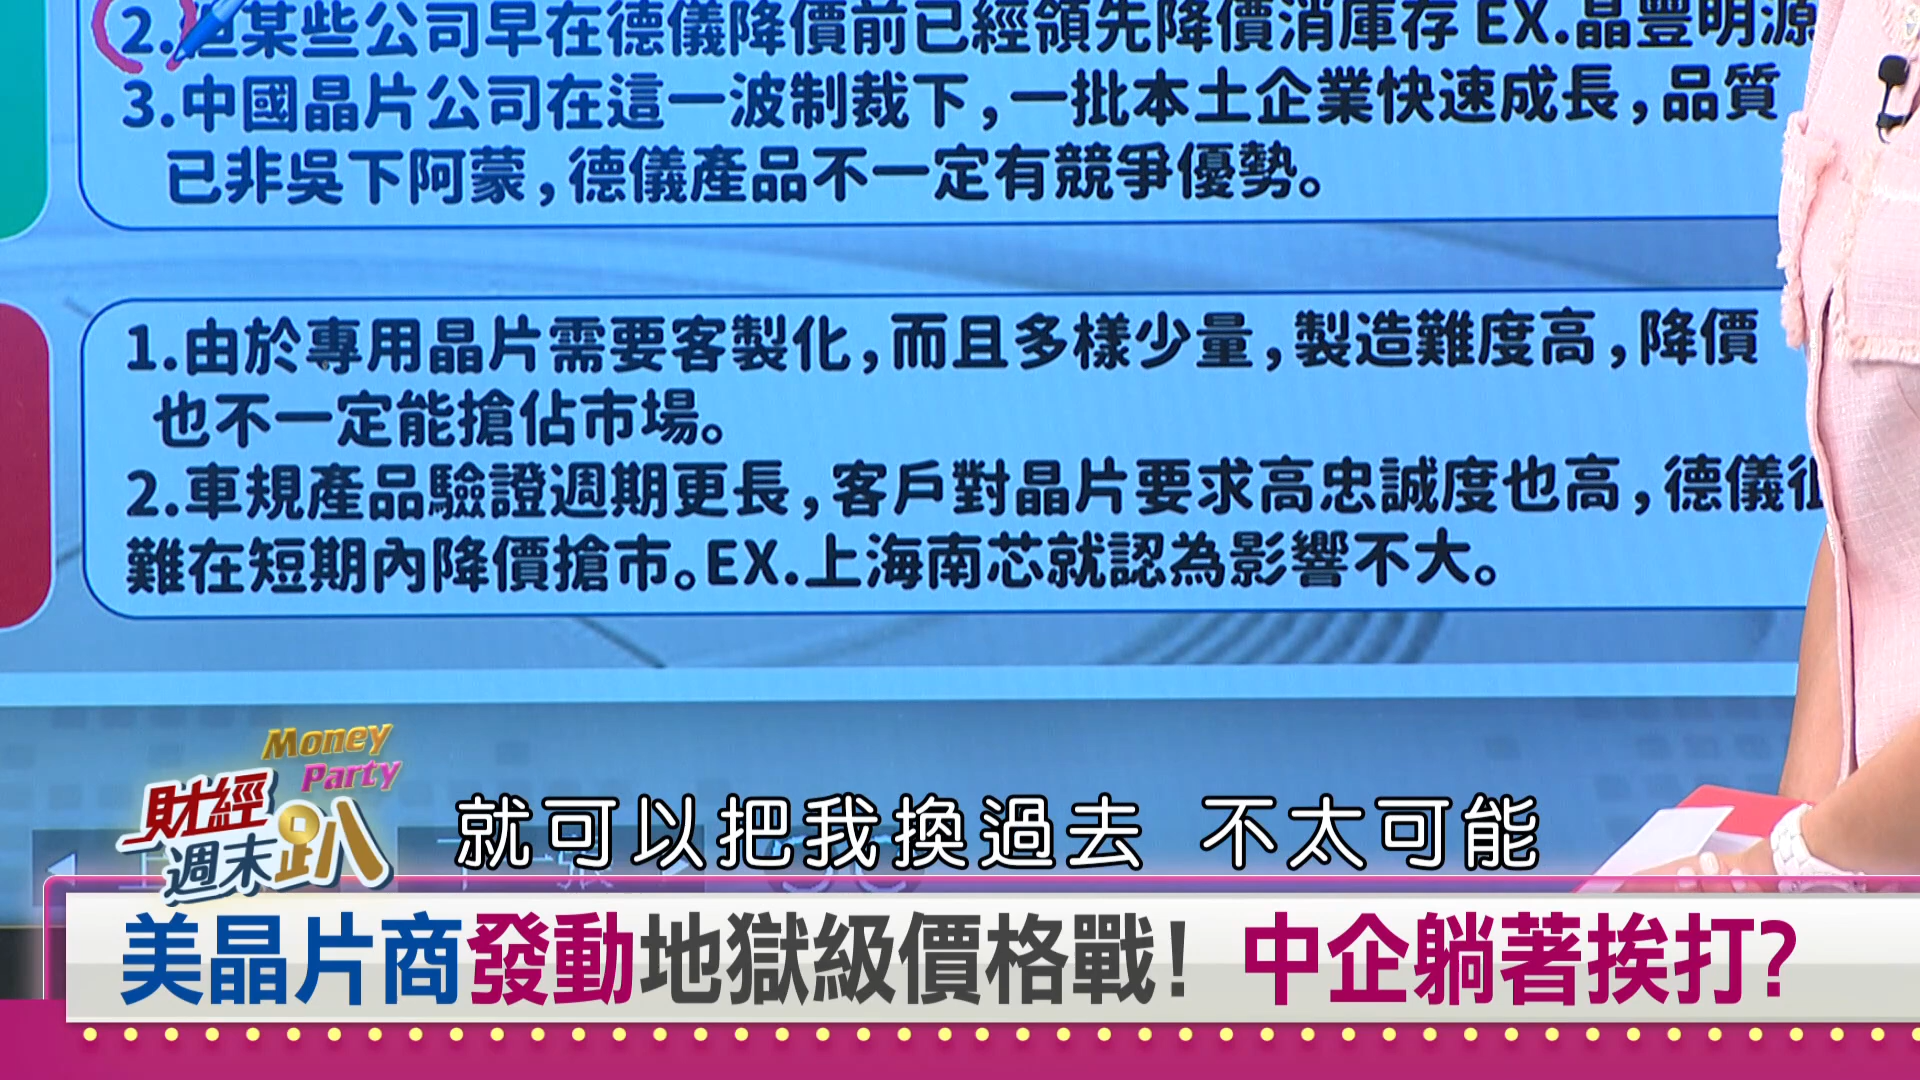 2.但某些公司早在德儀降價前已經領先降價消庫存 EX.晶豐明源
3.中國晶片公司在這一波制裁下,一批本土企業快速成長,品質
已非吳下阿蒙,德儀產品不一定有競爭優勢。
1.由於專用晶片需要客製化,而且多樣少量,製造難度高,降價
也不一定能搶佔市場。
2.車規產品驗證週期更長,客戶對晶片要求高忠誠度也高,德儀很
難在短期內降價搶市。EX.上海南芯就認為影響不大。
Money
Party
財經
週末趴
就可以把我換過去 不太可能
美晶片商發動地獄級價格戰! 中企躺著挨打?